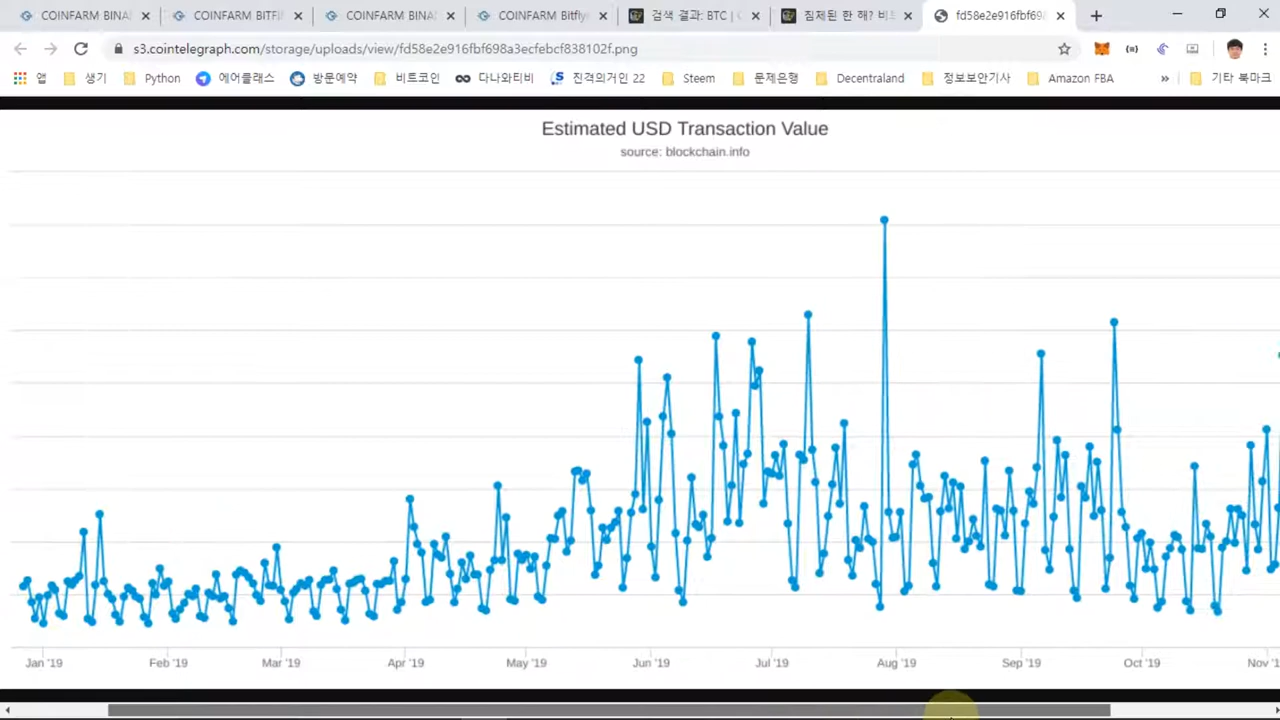 COINFARM BINA
COINFARM BITFI
COINFARM BINA
COINFARM Bitfly
검색 결과: BTC | C
침제된 한 해? 비트
fd58e2e916fbf698
s3.cointelegraph.com/storage/uploads/view/fd58e2e916fbf698a3ecfebcf838102f.png
앱
생기
Python
에어클래스
방문예약
비트코인
다나와티비
진격의거인 22
Steem
문제은행
Decentraland
정보보안기사
Amazon FBA
»
기타 북마크
Estimated USD Transaction Value
source: blockchain.info
Jan '19
Feb '19
Mar '19
Apr '19
May '19
Jun '19
Jul '19
Aug '19
Sep '19
Oct '19
Nov '1